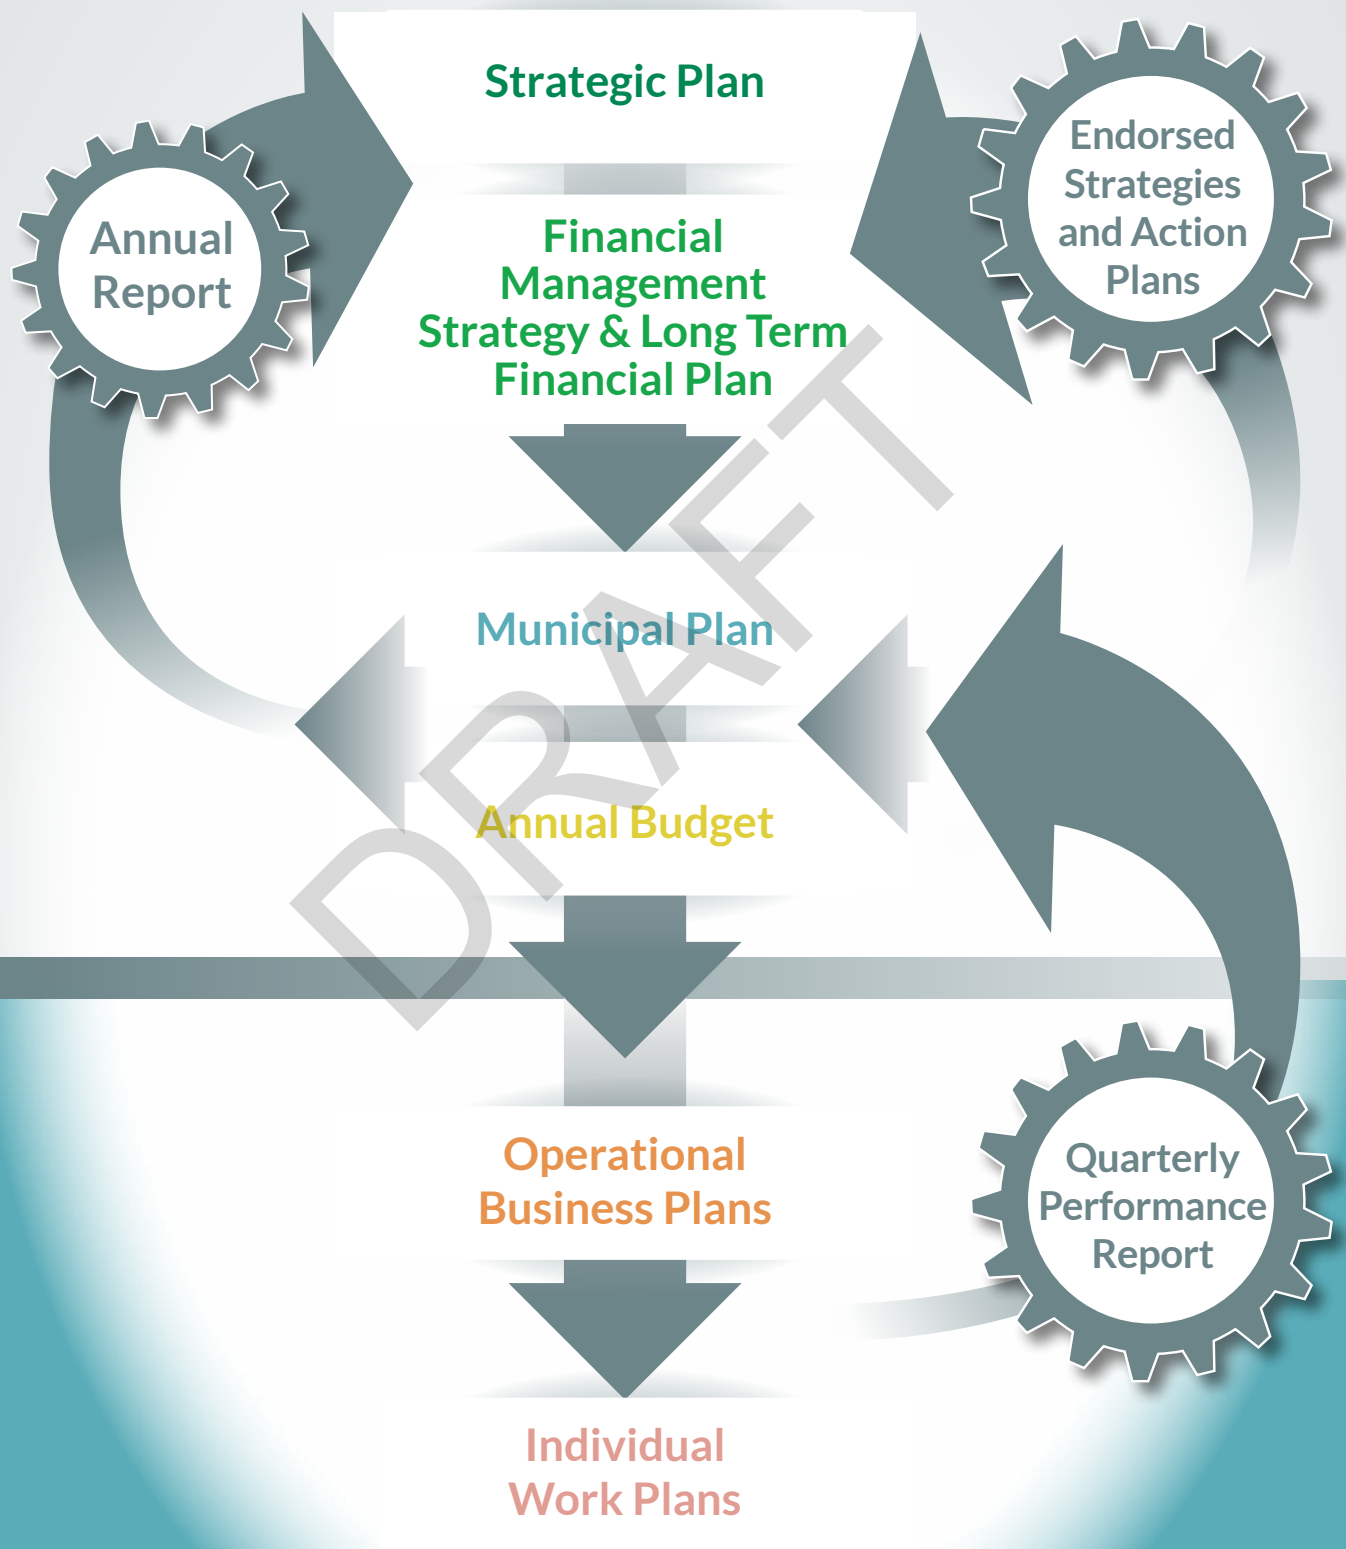 Strategic Plan
Endorsed
Strategies
and Action
Plans
Annual
Report
Financial
Management
Strategy & Long Term
Financial Plan
Municipal Plan
Annual Budget
DRAFT
Operational
Business Plans
Quarterly
Performance
Report
Individual
Work Plans